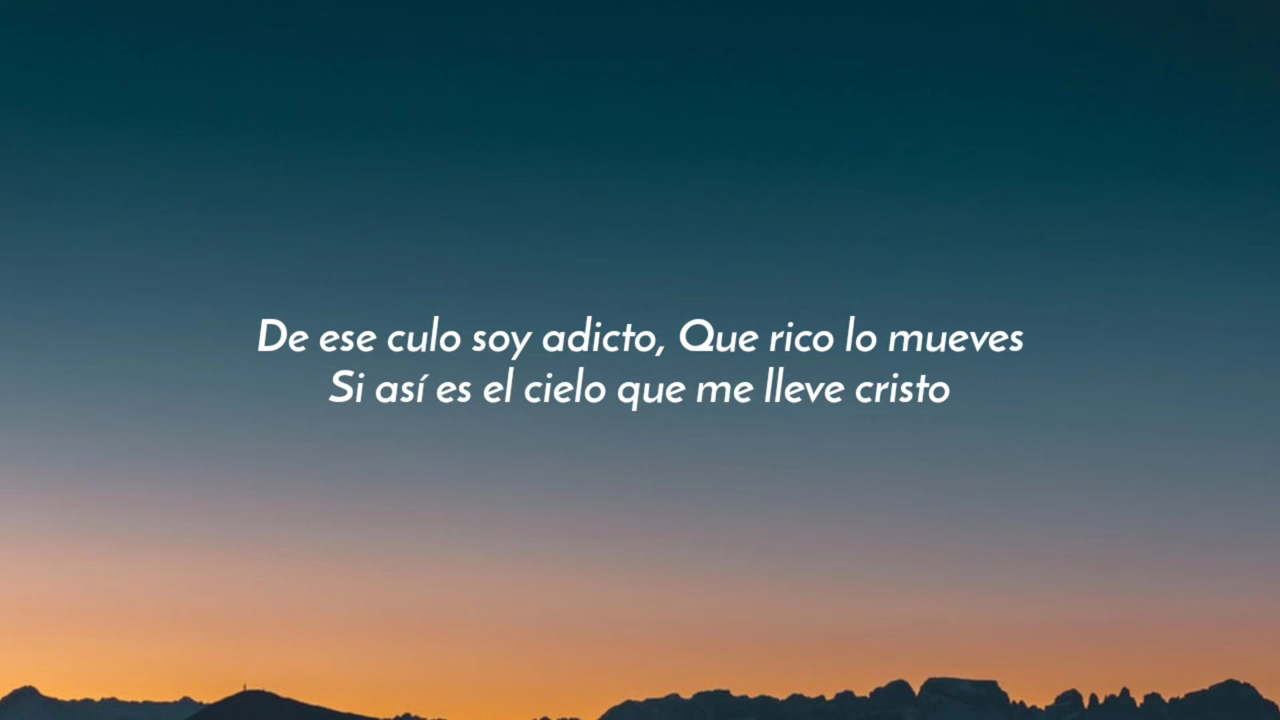 De ese culo soy adicto, Que rico lo mueves
Si así es el cielo que me lleve cristo